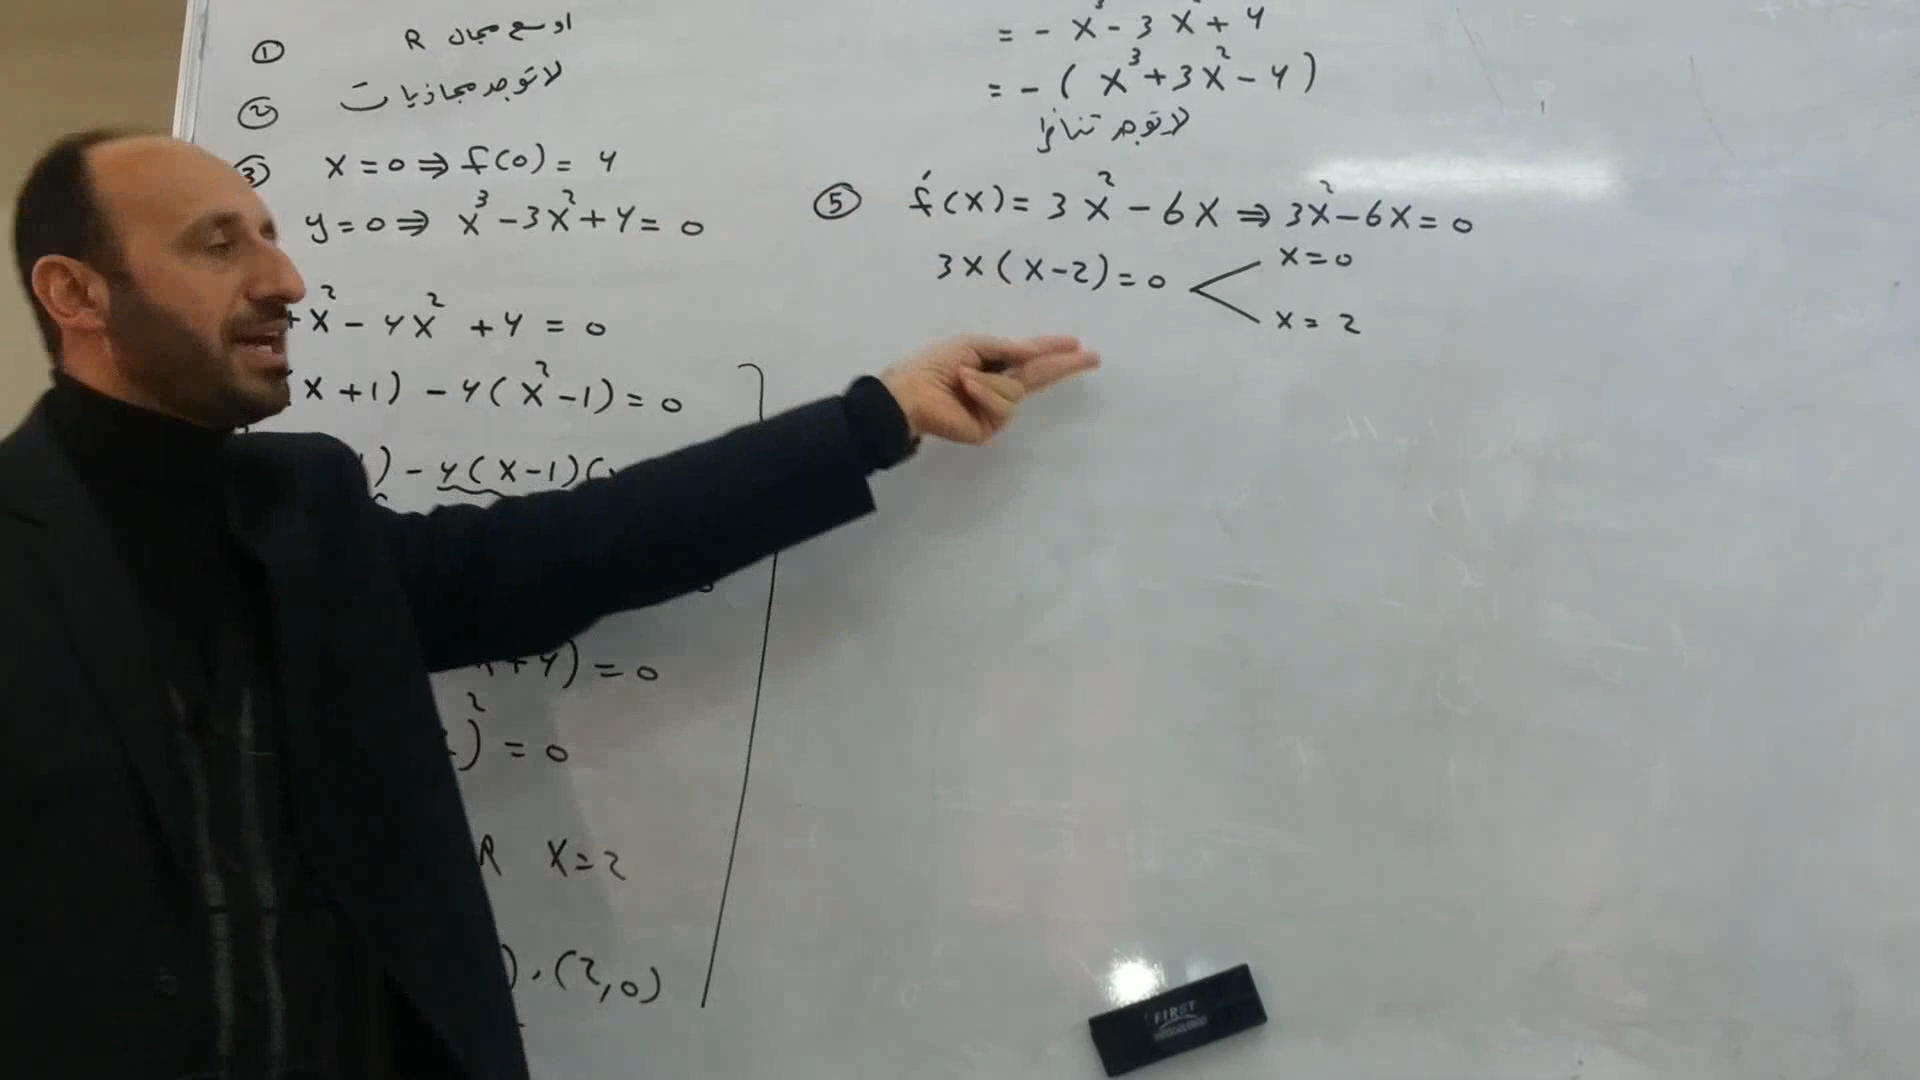 ① اوسع مجال R
② لا توجد محاذيات
③ x = 0 ⇒ f(0) = 4
y = 0 ⇒ x³ - 3x² + 4 = 0
+ x² - 4x² + 4 = 0
x + 1) - 4(x² - 1) = 0
) - 4(x - 1)(
x + 4) = 0
)² = 0
R x = 2
) , (2, 0)
= - x³ - 3x² + 4
= - ( x³ + 3x² - 4 )
لا توجد تناظر
⑤ f́(x) = 3x² - 6x ⇒ 3x² - 6x = 0
3x ( x - 2 ) = 0
x = 0
x = 2
FIRST